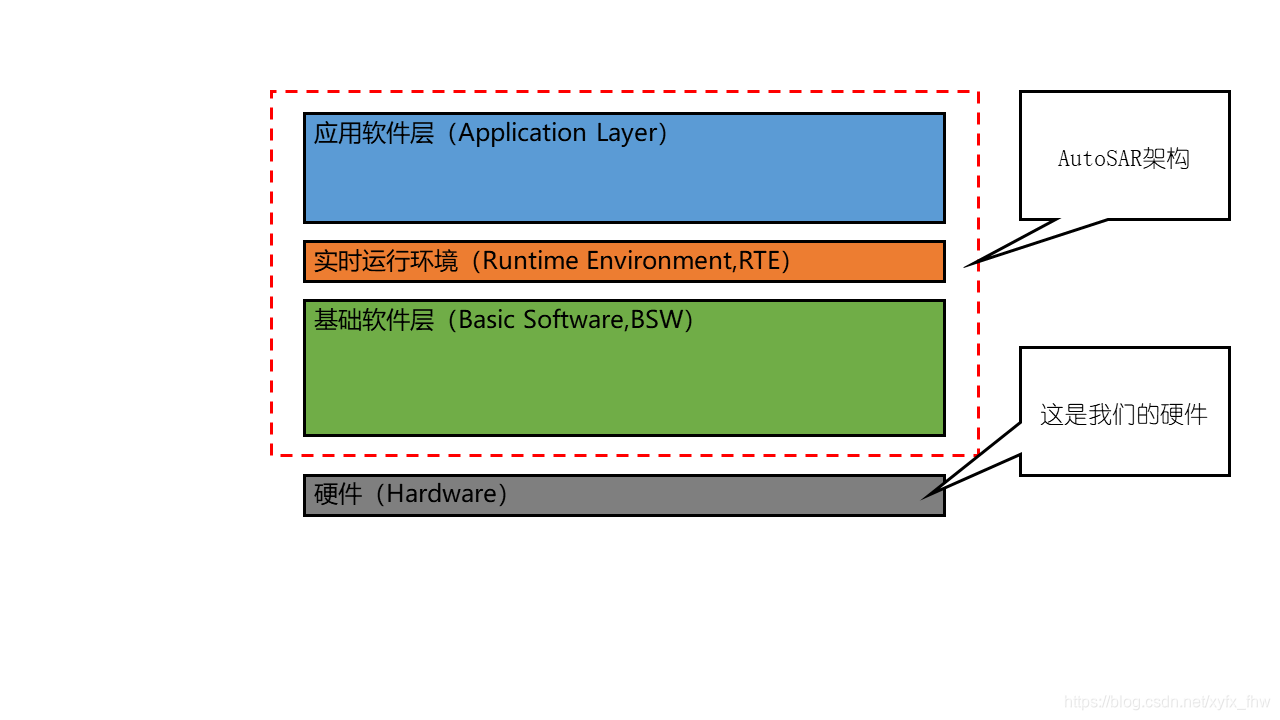 应用软件层（Application Layer）
实时运行环境（Runtime Environment,RTE）
基础软件层（Basic Software,BSW）
硬件（Hardware）
AutoSAR架构
这是我们的硬件
https://blog.csdn.net/xyfx_fhw